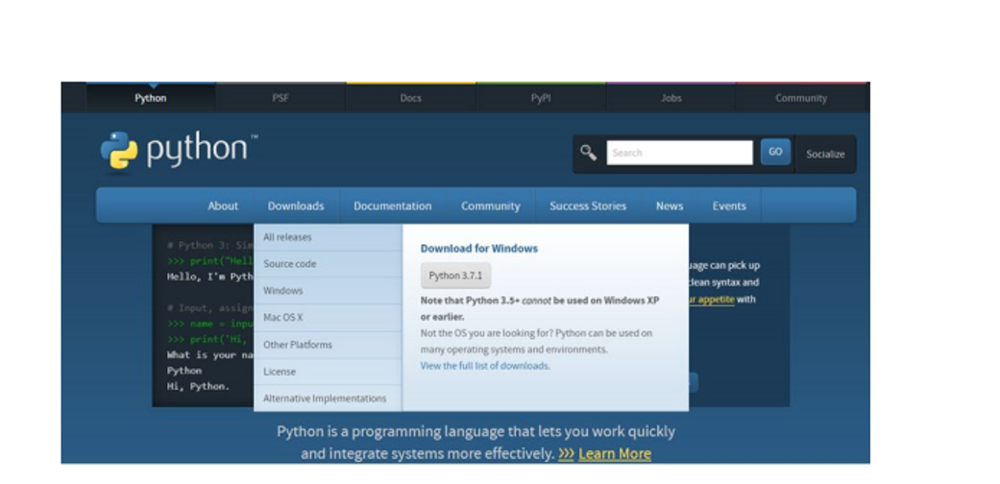 Python PSF Docs PyPI Jobs Community
python™
Search GO Socialize
About Downloads Documentation Community Success Stories News Events
# Python 3: Sim
>>> print("Hell
Hello, I'm Pyth
# Input, assign
>>> name = inpu
>>> print('Hi,
What is your na
Python
Hi, Python.
All releases
Source code
Windows
Mac OS X
Other Platforms
License
Alternative Implementations
Download for Windows
Python 3.7.1
Note that Python 3.5+ cannot be used on Windows XP
or earlier.
Not the OS you are looking for? Python can be used on
many operating systems and environments.
View the full list of downloads.
uage can pick up
clean syntax and
ur appetite with
Python is a programming language that lets you work quickly
and integrate systems more effectively. >>> Learn More